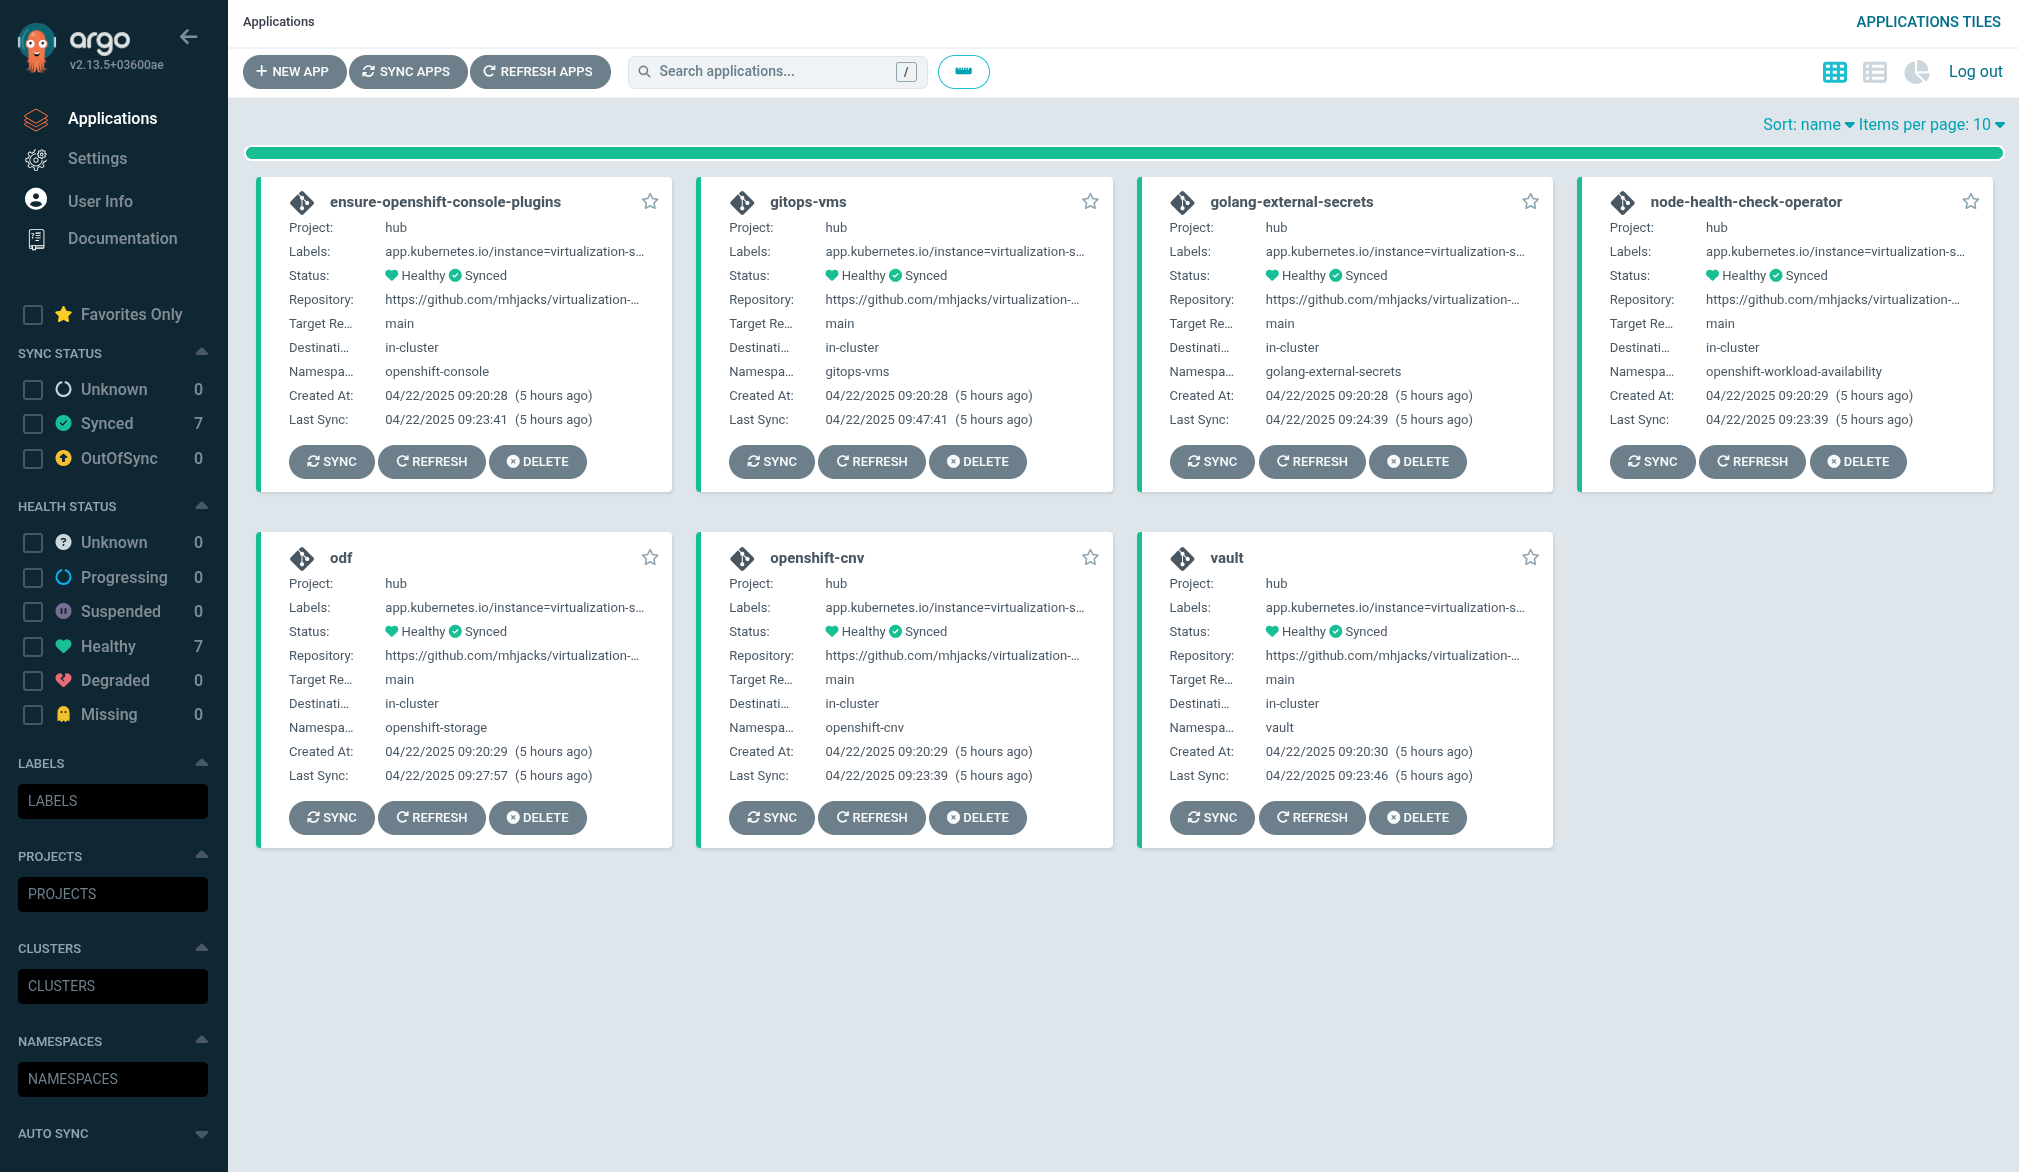 argo
v2.13.5+03600ae
Applications
Settings
User Info
Documentation
Favorites Only
SYNC STATUS
Unknown 0
Synced 7
OutOfSync 0
HEALTH STATUS
Unknown 0
Progressing 0
Suspended 0
Healthy 7
Degraded 0
Missing 0
LABELS
LABELS
PROJECTS
PROJECTS
CLUSTERS
CLUSTERS
NAMESPACES
NAMESPACES
AUTO SYNC
Applications
APPLICATIONS TILES
NEW APP SYNC APPS REFRESH APPS Search applications... / Log out
Sort: name Items per page: 10
ensure-openshift-console-plugins
Project: hub
Labels: app.kubernetes.io/instance=virtualization-s...
Status: Healthy Synced
Repository: https://github.com/mhjacks/virtualization-...
Target Re... main
Destinati... in-cluster
Namespa... openshift-console
Created At: 04/22/2025 09:20:28 (5 hours ago)
Last Sync: 04/22/2025 09:23:41 (5 hours ago)
SYNC REFRESH DELETE
gitops-vms
Project: hub
Labels: app.kubernetes.io/instance=virtualization-s...
Status: Healthy Synced
Repository: https://github.com/mhjacks/virtualization-...
Target Re... main
Destinati... in-cluster
Namespa... gitops-vms
Created At: 04/22/2025 09:20:28 (5 hours ago)
Last Sync: 04/22/2025 09:47:41 (5 hours ago)
SYNC REFRESH DELETE
golang-external-secrets
Project: hub
Labels: app.kubernetes.io/instance=virtualization-s...
Status: Healthy Synced
Repository: https://github.com/mhjacks/virtualization-...
Target Re... main
Destinati... in-cluster
Namespa... golang-external-secrets
Created At: 04/22/2025 09:20:28 (5 hours ago)
Last Sync: 04/22/2025 09:24:39 (5 hours ago)
SYNC REFRESH DELETE
node-health-check-operator
Project: hub
Labels: app.kubernetes.io/instance=virtualization-s...
Status: Healthy Synced
Repository: https://github.com/mhjacks/virtualization-...
Target Re... main
Destinati... in-cluster
Namespa... openshift-workload-availability
Created At: 04/22/2025 09:20:29 (5 hours ago)
Last Sync: 04/22/2025 09:23:39 (5 hours ago)
SYNC REFRESH DELETE
odf
Project: hub
Labels: app.kubernetes.io/instance=virtualization-s...
Status: Healthy Synced
Repository: https://github.com/mhjacks/virtualization-...
Target Re... main
Destinati... in-cluster
Namespa... openshift-storage
Created At: 04/22/2025 09:20:29 (5 hours ago)
Last Sync: 04/22/2025 09:27:57 (5 hours ago)
SYNC REFRESH DELETE
openshift-cnv
Project: hub
Labels: app.kubernetes.io/instance=virtualization-s...
Status: Healthy Synced
Repository: https://github.com/mhjacks/virtualization-...
Target Re... main
Destinati... in-cluster
Namespa... openshift-cnv
Created At: 04/22/2025 09:20:29 (5 hours ago)
Last Sync: 04/22/2025 09:23:39 (5 hours ago)
SYNC REFRESH DELETE
vault
Project: hub
Labels: app.kubernetes.io/instance=virtualization-s...
Status: Healthy Synced
Repository: https://github.com/mhjacks/virtualization-...
Target Re... main
Destinati... in-cluster
Namespa... vault
Created At: 04/22/2025 09:20:30 (5 hours ago)
Last Sync: 04/22/2025 09:23:46 (5 hours ago)
SYNC REFRESH DELETE